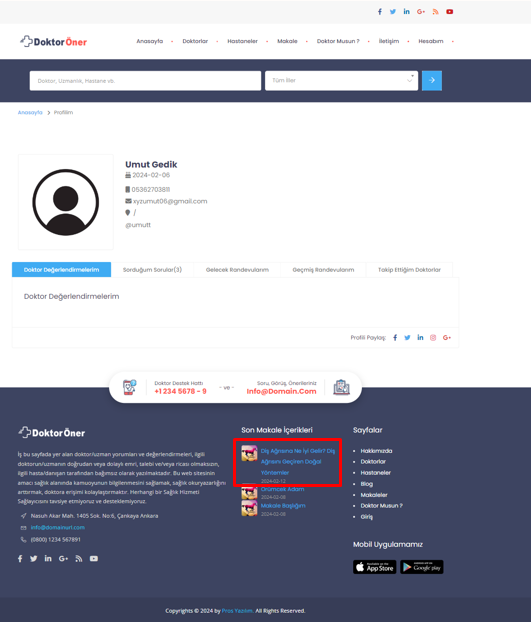 DoktorÖner
Anasayfa
Doktorlar
Hastaneler
Makale
Doktor Musun ?
İletişim
Hesabım
Doktor, Uzmanlık, Hastane vb.
Tüm İller
Anasayfa > Profilim
Umut Gedik
2024-02-06
05362703811
xyzumut06@gmail.com
/
@umutt
Doktor Değerlendirmelerim
Sorduğum Sorular(3)
Gelecek Randevularım
Geçmiş Randevularım
Takip Ettiğim Doktorlar
Doktor Değerlendirmelerim
Profili Paylaş:
Doktor Destek Hattı
+1 234 5678 - 9
- ve -
Soru, Görüş, Önerileriniz
Info@Domain.Com
DoktorÖner
İş bu sayfada yer alan doktor/uzman yorumları ve değerlendirmeleri, ilgili
doktorun/uzmanın doğrudan veya dolaylı emri, talebi ve/veya ricası olmaksızın,
ilgili hasta/danışan tarafından bağımsız olarak yazılmaktadır. Bu web sitesinin
amacı sağlık alanında kamuoyunun bilgilenmesini sağlamak, sağlık okuryazarlığını
arttırmak, doktora erişimi kolaylaştırmaktır. Herhangi bir Sağlık Hizmeti
Sağlayıcısını tavsiye etmiyoruz ve desteklemiyoruz.
Nasuh Akar Mah. 1405 Sok. No:6, Çankaya Ankara
info@domainurl.com
(0800) 1234 567891
Son Makale İçerikleri
Diş Ağrısına Ne İyi Gelir? Diş
Ağrısını Geçiren Doğal
Yöntemler
2024-02-12
Örümcek Adam
2024-02-08
Makale Başlığım
2024-02-08
Sayfalar
Hakkımızda
Doktorlar
Hastaneler
Blog
Makaleler
Doktor Musun ?
Giriş
Mobil Uygulamamız
App Store
Google play
Copyrights © 2024 by Pros Yazılım. All Rights Reserved.